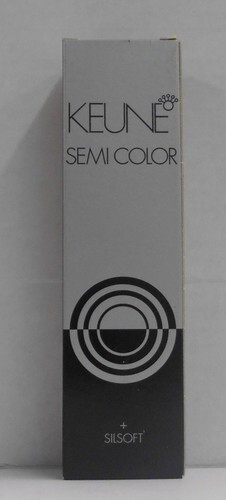 KEUNE
SEMI COLOR
+
SILSOFT®